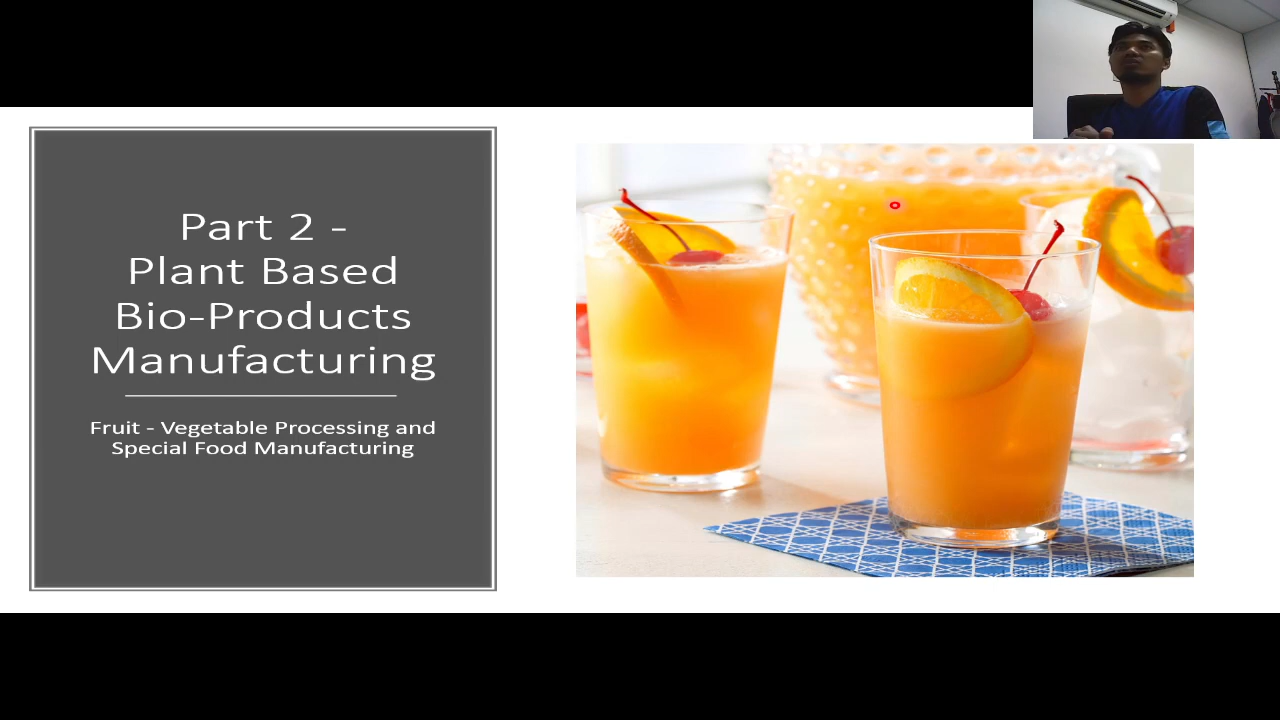 Part 2 -
Plant Based
Bio-Products
Manufacturing
Fruit - Vegetable Processing and
Special Food Manufacturing